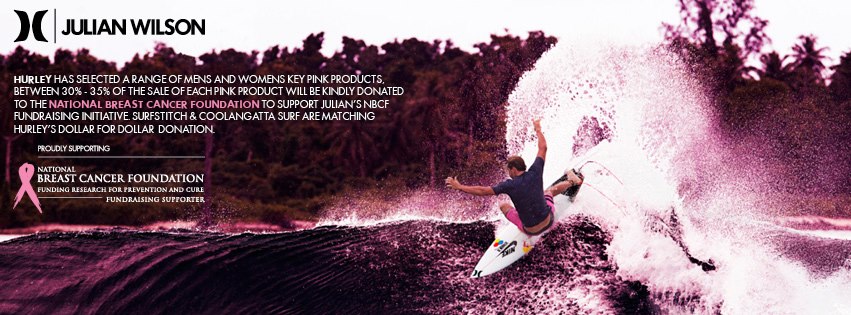 JULIAN WILSON
HURLEY HAS SELECTED A RANGE OF MENS AND WOMENS KEY PINK PRODUCTS,
BETWEEN 30% - 35% OF THE SALE OF EACH PINK PRODUCT WILL BE KINDLY DONATED
TO THE NATIONAL BREAST CANCER FOUNDATION TO SUPPORT JULIAN'S NBCF
FUNDRAISING INITIATIVE. SURFSTITCH & COOLANGATTA SURF ARE MATCHING
HURLEY'S DOLLAR FOR DOLLAR DONATION.
PROUDLY SUPPORTING
NATIONAL
BREAST CANCER FOUNDATION
FUNDING RESEARCH FOR PREVENTION AND CURE
FUNDRAISING SUPPORTER